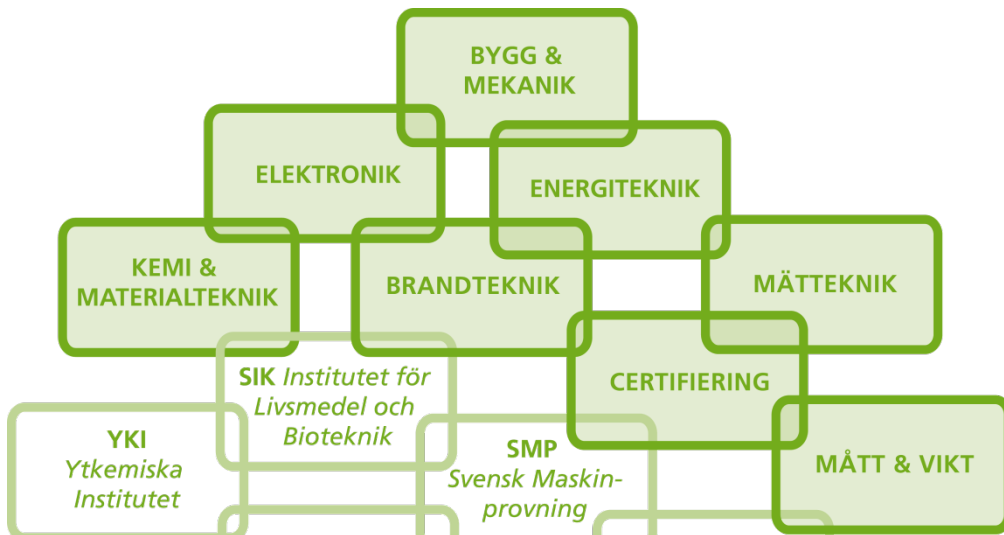 BYGG &
MEKANIK
ELEKTRONIK
ENERGITEKNIK
KEMI &
MATERIALTEKNIK
BRANDTEKNIK
MÄTTEKNIK
SIK Institutet för
Livsmedel och
Bioteknik
CERTIFIERING
YKI
Ytkemiska
Institutet
SMP
Svensk Maskin-
provning
MÅTT & VIKT